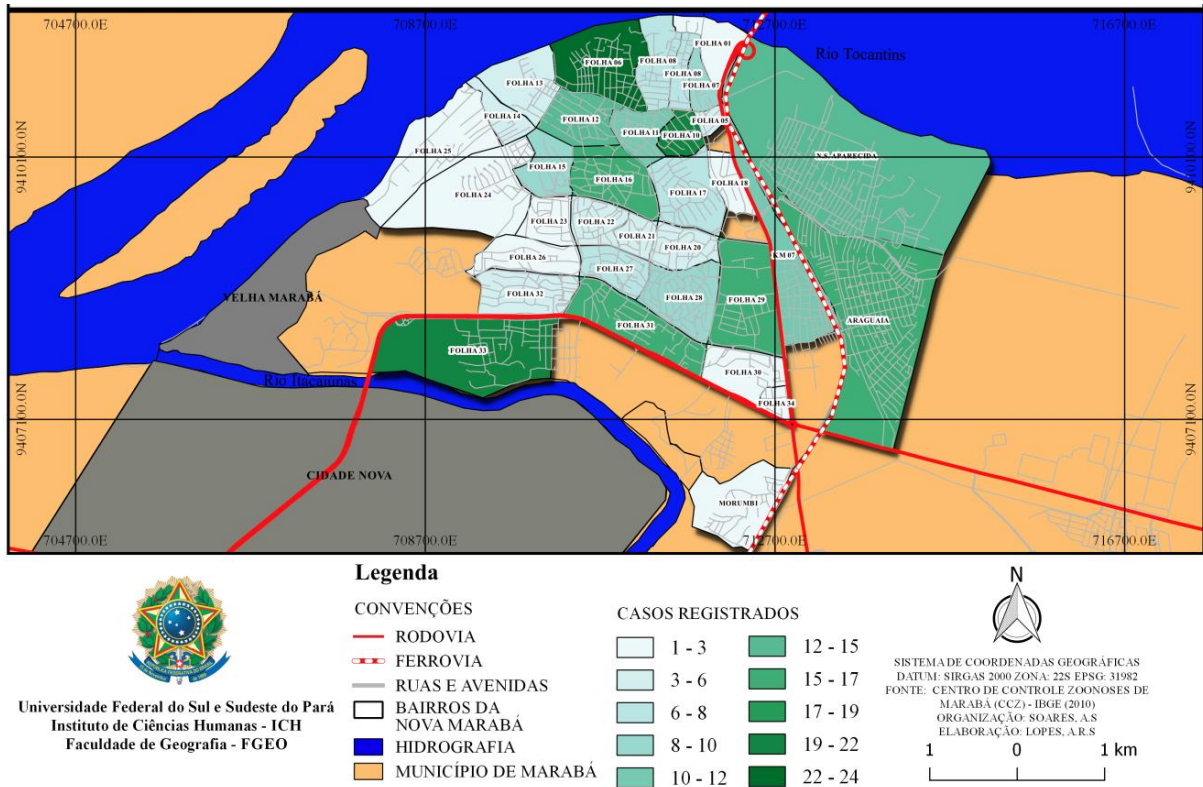 704700.0E
708700.0E
712700.0E
716700.0E
Rio Tocantins
FOLHA 01
FOLHA 06
FOLHA 08
FOLHA 08
FOLHA 07
FOLHA 13
FOLHA 05
FOLHA 14
FOLHA 12
FOLHA 11
FOLHA 10
9410100.0N
9410100.0N
FOLHA 25
N.S. APARECIDA
FOLHA 15
FOLHA 16
FOLHA 17
FOLHA 18
FOLHA 24
FOLHA 23
FOLHA 22
FOLHA 21
FOLHA 20
FOLHA 26
FOLHA 27
KM 07
FOLHA 32
FOLHA 28
FOLHA 29
VELHA MARABÁ
ARAGUAIA
FOLHA 31
FOLHA 33
FOLHA 30
Rio Itacaiunas
FOLHA 34
9407100.0N
9407100.0N
CIDADE NOVA
MORUMBI
704700.0E
708700.0E
712700.0E
716700.0E
Universidade Federal do Sul e Sudeste do Pará
Instituto de Ciências Humanas - ICH
Faculdade de Geografia - FGEO
Legenda
CONVENÇÕES
RODOVIA
FERROVIA
RUAS E AVENIDAS
BAIRROS DA
NOVA MARABÁ
HIDROGRAFIA
MUNICÍPIO DE MARABÁ
CASOS REGISTRADOS
1 - 3
3 - 6
6 - 8
8 - 10
10 - 12
12 - 15
15 - 17
17 - 19
19 - 22
22 - 24
N
SISTEMA DE COORDENADAS GEOGRÁFICAS
DATUM: SIRGAS 2000 ZONA: 22S EPSG: 31982
FONTE: CENTRO DE CONTROLE ZOONOSES DE
MARABÁ (CCZ) - IBGE (2010)
ORGANIZAÇÃO: SOARES, A.S
ELABORAÇÃO: LOPES, A.R.S
1 0 1 km